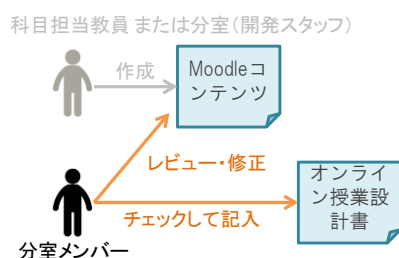 科目担当教員 または分室（開発スタッフ）
作成
Moodleコ
ンテンツ
レビュー・修正
オンライ
ン授業設
計書
チェックして記入
分室メンバー